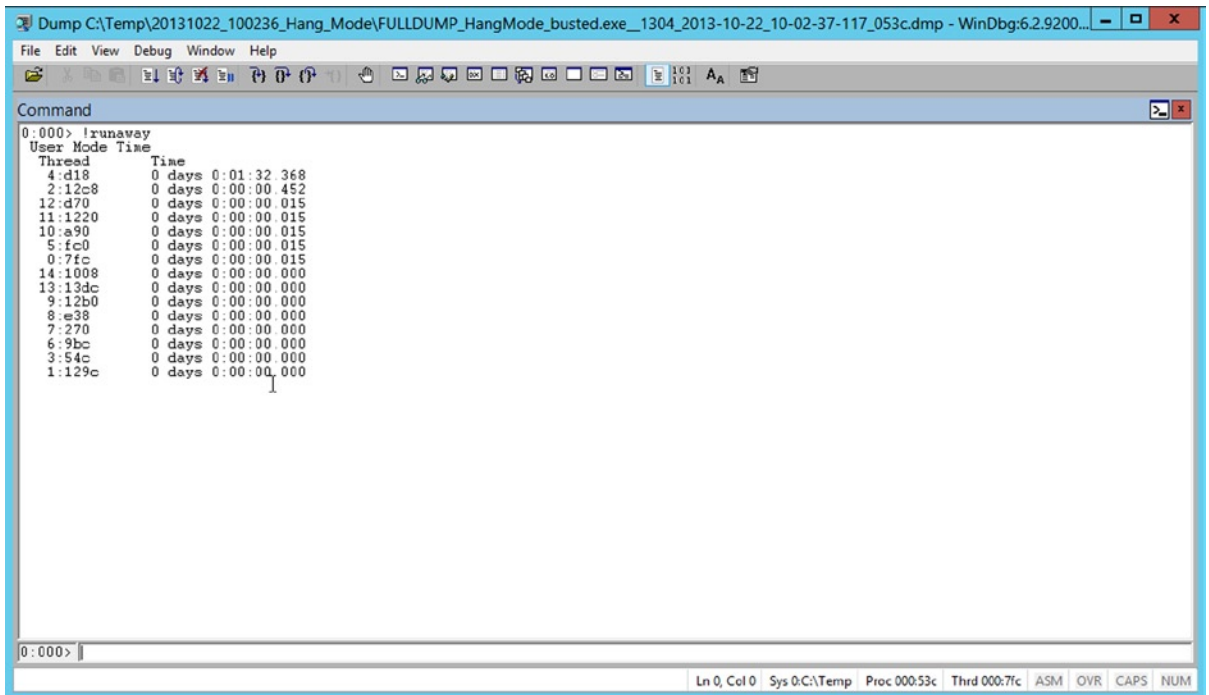 Dump C:\Temp\20131022_100236_Hang_Mode\FULLDUMP_HangMode_busted.exe__1304_2013-10-22_10-02-37-117_053c.dmp - WinDbg:6.2.9200...
File Edit View Debug Window Help
Command
0:000> !runaway
User Mode Time
Thread Time
4:d18 0 days 0:01:32.368
2:12c8 0 days 0:00:00.452
12:d70 0 days 0:00:00.015
11:1220 0 days 0:00:00.015
10:a90 0 days 0:00:00.015
5:fc0 0 days 0:00:00.015
0:7fc 0 days 0:00:00.015
14:1008 0 days 0:00:00.000
13:13dc 0 days 0:00:00.000
9:12b0 0 days 0:00:00.000
8:e38 0 days 0:00:00.000
7:270 0 days 0:00:00.000
6:9bc 0 days 0:00:00.000
3:54c 0 days 0:00:00.000
1:129c 0 days 0:00:00.000
0:000>
Ln 0, Col 0 Sys 0:C:\Temp Proc 000:53c Thrd 000:7fc ASM OVR CAPS NUM